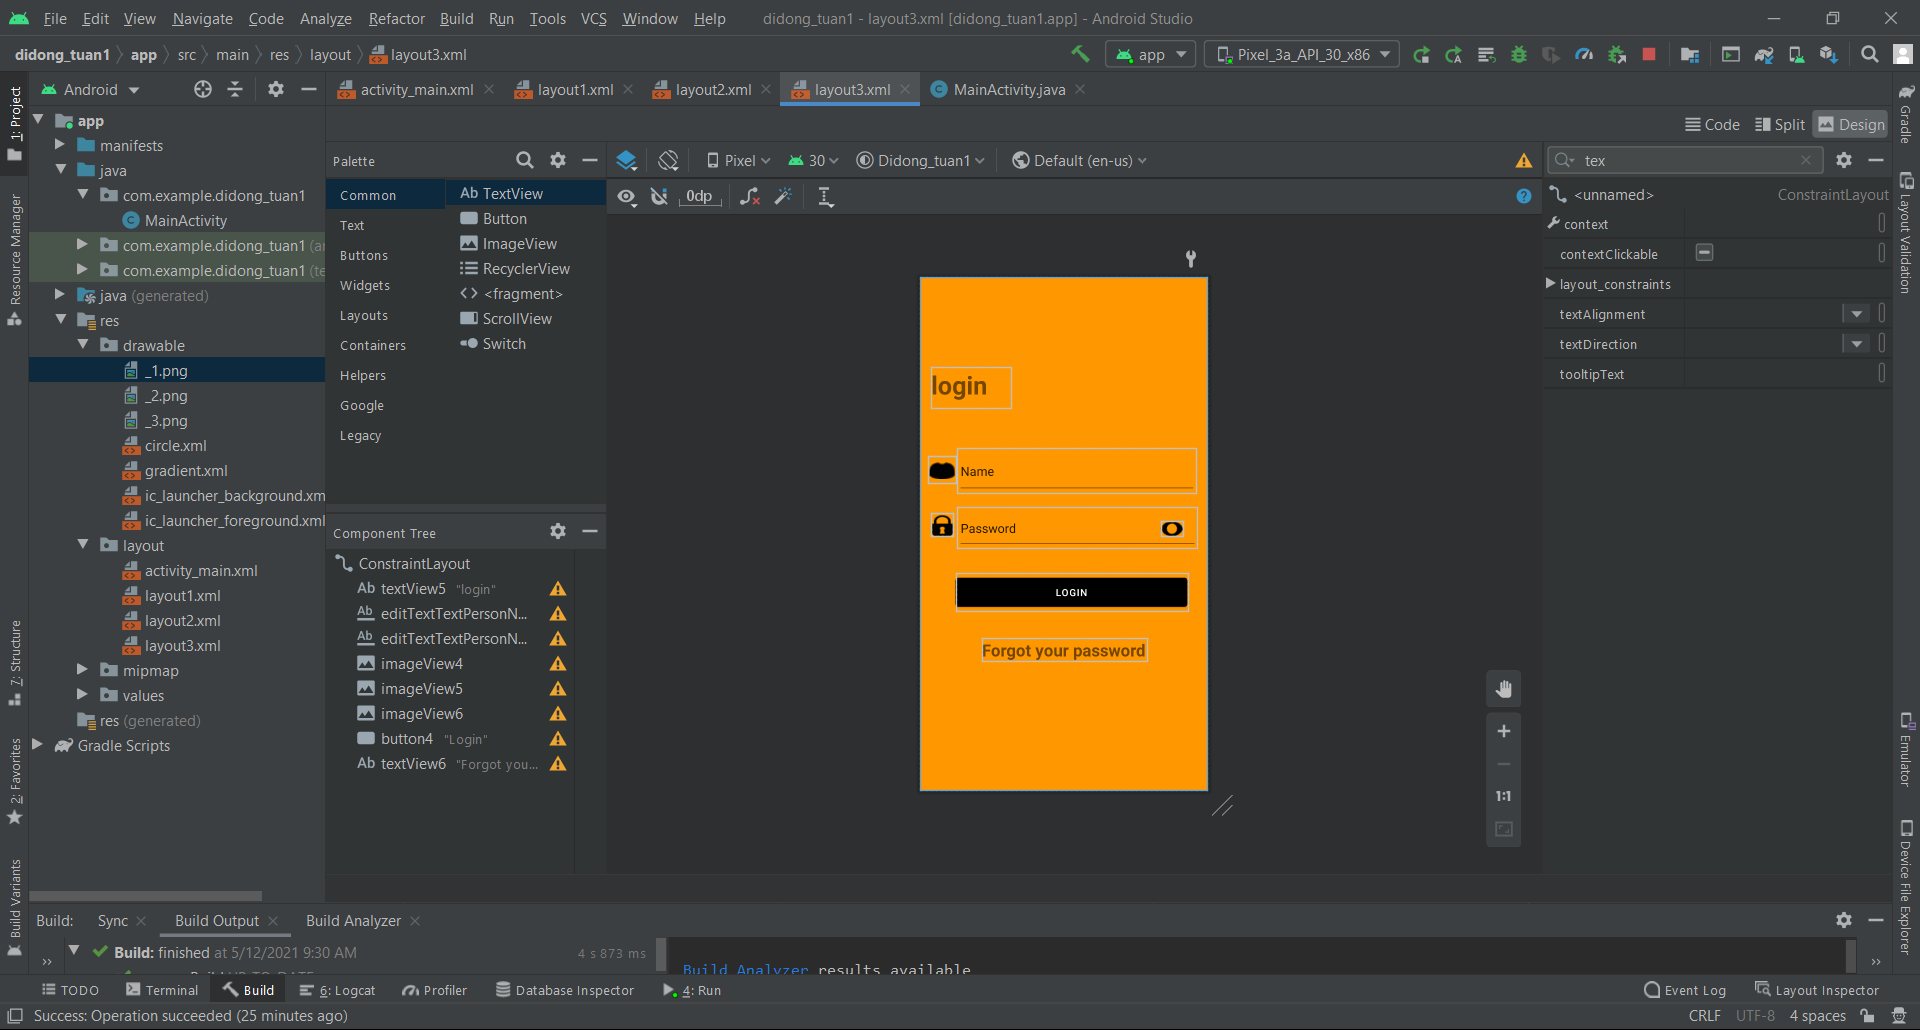 File Edit View Navigate Code Analyze Refactor Build Run Tools VCS Window Help didong_tuan1 - layout3.xml [didong_tuan1.app] - Android Studio
didong_tuan1 app src main res layout layout3.xml app Pixel_3a_API_30_x86
Android activity_main.xml layout1.xml layout2.xml layout3.xml MainActivity.java
Code Split Design
1: Project
Resource Manager
7: Structure
2: Favorites
Build Variants
app
manifests
java
com.example.didong_tuan1
MainActivity
com.example.didong_tuan1 (an
com.example.didong_tuan1 (te
java (generated)
res
drawable
_1.png
_2.png
_3.png
circle.xml
gradient.xml
ic_launcher_background.xm
ic_launcher_foreground.xml
layout
activity_main.xml
layout1.xml
layout2.xml
layout3.xml
mipmap
values
res (generated)
Gradle Scripts
Palette
Common
Text
Buttons
Widgets
Layouts
Containers
Helpers
Google
Legacy
Ab TextView
Button
ImageView
RecyclerView
<fragment>
ScrollView
Switch
Component Tree
ConstraintLayout
Ab textView5 "login"
Ab editTextTextPersonN...
Ab editTextTextPersonN...
imageView4
imageView5
imageView6
button4 "Login"
Ab textView6 "Forgot you...
Pixel 30 Didong_tuan1 Default (en-us)
0dp
?
login
Name
Password
LOGIN
Forgot your password
1:1
tex
<unnamed> ConstraintLayout
context
contextClickable
layout_constraints
textAlignment
textDirection
tooltipText
Gradle
Layout Validation
Emulator
Device File Explorer
Build: Sync Build Output Build Analyzer
Build: finished at 5/12/2021 9:30 AM 4 s 873 ms
Build Analyzer results available
TODO Terminal Build 6: Logcat Profiler Database Inspector 4: Run Event Log Layout Inspector
Success: Operation succeeded (25 minutes ago) CRLF UTF-8 4 spaces